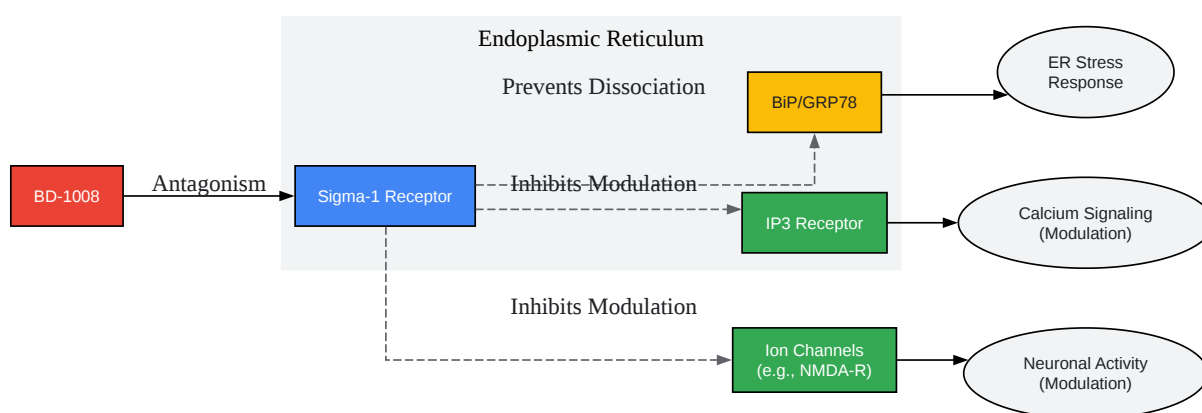 Endoplasmic Reticulum
Prevents Dissociation
BiP/GRP78
ER Stress
Response
BD-1008
Antagonism
Sigma-1 Receptor
Inhibits Modulation
IP3 Receptor
Calcium Signaling
(Modulation)
Inhibits Modulation
Ion Channels
(e.g., NMDA-R)
Neuronal Activity
(Modulation)